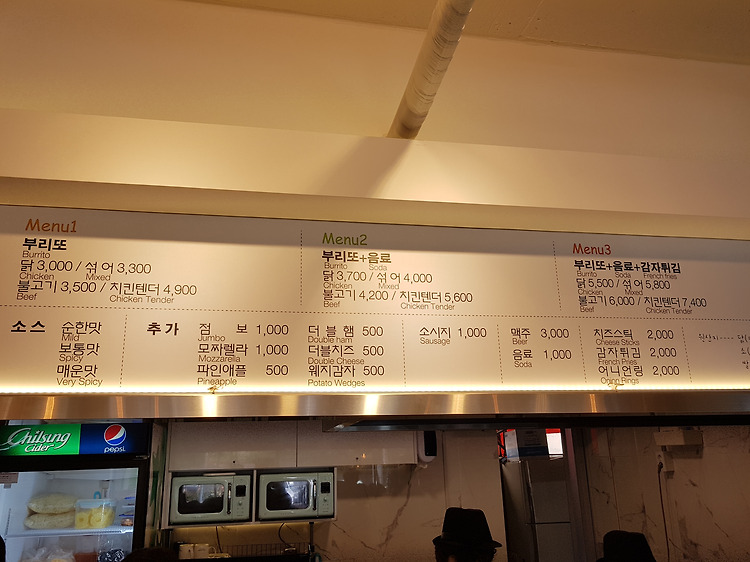 Menu1
부리또
Burrito
닭 3,000 / 섞어 3,300
Chicken Mixed
불고기 3,500 / 치킨텐더 4,900
Beef Chicken Tender
Menu2
부리또+음료
Burrito Soda
닭 3,700 / 섞어 4,000
Chicken Mixed
불고기 4,200 / 치킨텐더 5,600
Beef Chicken Tender
Menu3
부리또+음료+감자튀김
Burrito Soda French fries
닭 5,500 / 섞어 5,800
Chicken Mixed
불고기 6,000 / 치킨텐더 7,400
Beef Chicken Tender
소스
순한맛
Mild
보통맛
Spicy
매운맛
Very Spicy
추가
점보 1,000
Jumbo
모짜렐라 1,000
Mozzarella
파인애플 500
Pineapple
더블햄 500
Double ham
더블치즈 500
Double Cheese
웨지감자 500
Potato Wedges
소시지 1,000
Sausage
맥주 3,000
Beer
음료 1,000
Soda
치즈스틱 2,000
Cheese Sticks
감자튀김 2,000
French Fries
어니언링 2,000
Onion Rings
원산지
Chilsung
Cider
pepsi